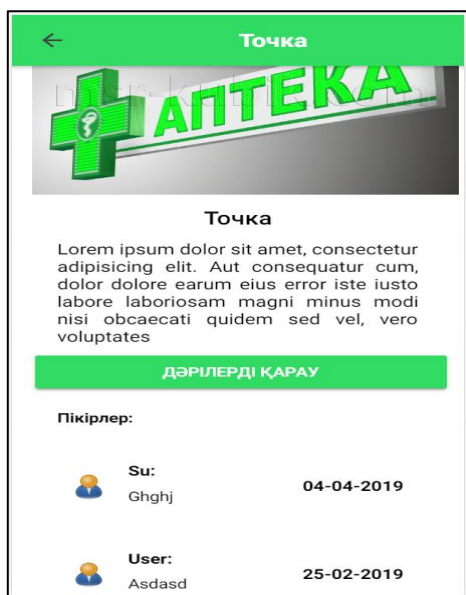 Точка
АПТЕКА
Точка
Lorem ipsum dolor sit amet, consectetur
adipisicing elit. Aut consequatur cum,
dolor dolore earum eius error iste iusto
labore laboriosam magni minus modi
nisi obcaecati quidem sed vel, vero
voluptates
ДӘРІЛЕРДІ ҚАРАУ
Пікірлер:
Su:
Ghghj
04-04-2019
User:
Asdasd
25-02-2019